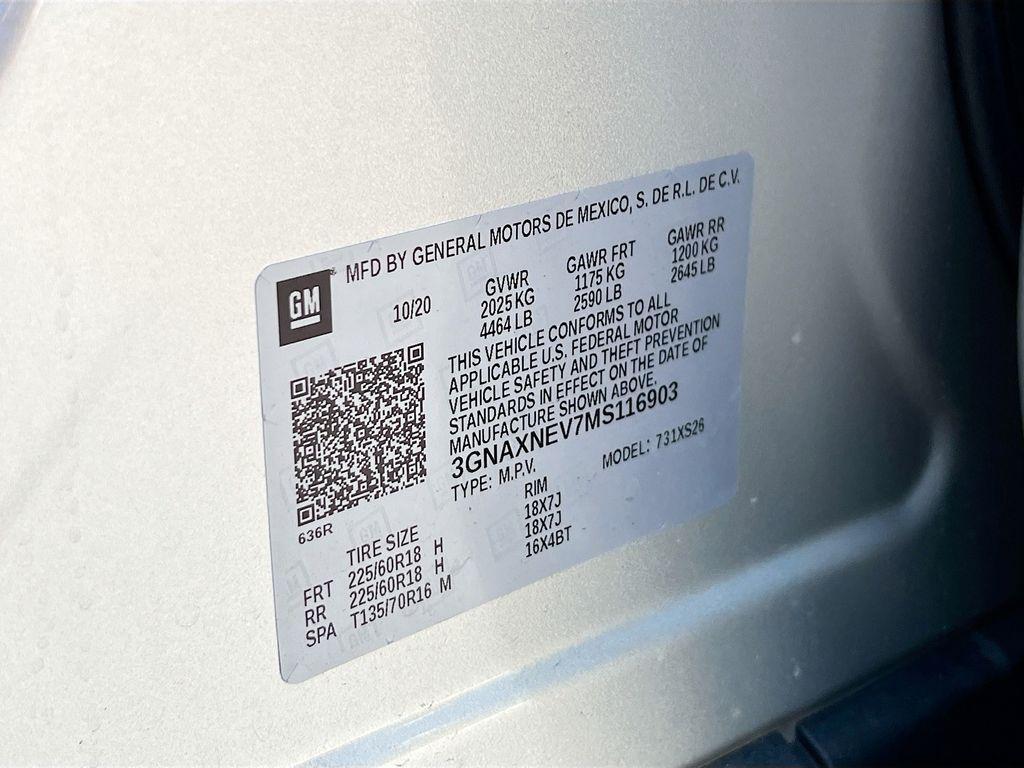 MFD BY GENERAL MOTORS DE MEXICO, S. DE R.L. DE C.V.
GM
10/20
GVWR GAWR FRT GAWR RR
2025 KG 1175 KG 1200 KG
4464 LB 2590 LB 2645 LB
THIS VEHICLE CONFORMS TO ALL
APPLICABLE U.S. FEDERAL MOTOR
VEHICLE SAFETY AND THEFT PREVENTION
STANDARDS IN EFFECT ON THE DATE OF
MANUFACTURE SHOWN ABOVE.
3GNAXNEV7MS116903
TYPE: M.P.V. MODEL: 731XS26
636R
TIRE SIZE RIM
FRT 225/60R18 H 18X7J
RR 225/60R18 H 18X7J
SPA T135/70R16 M 16X4BT